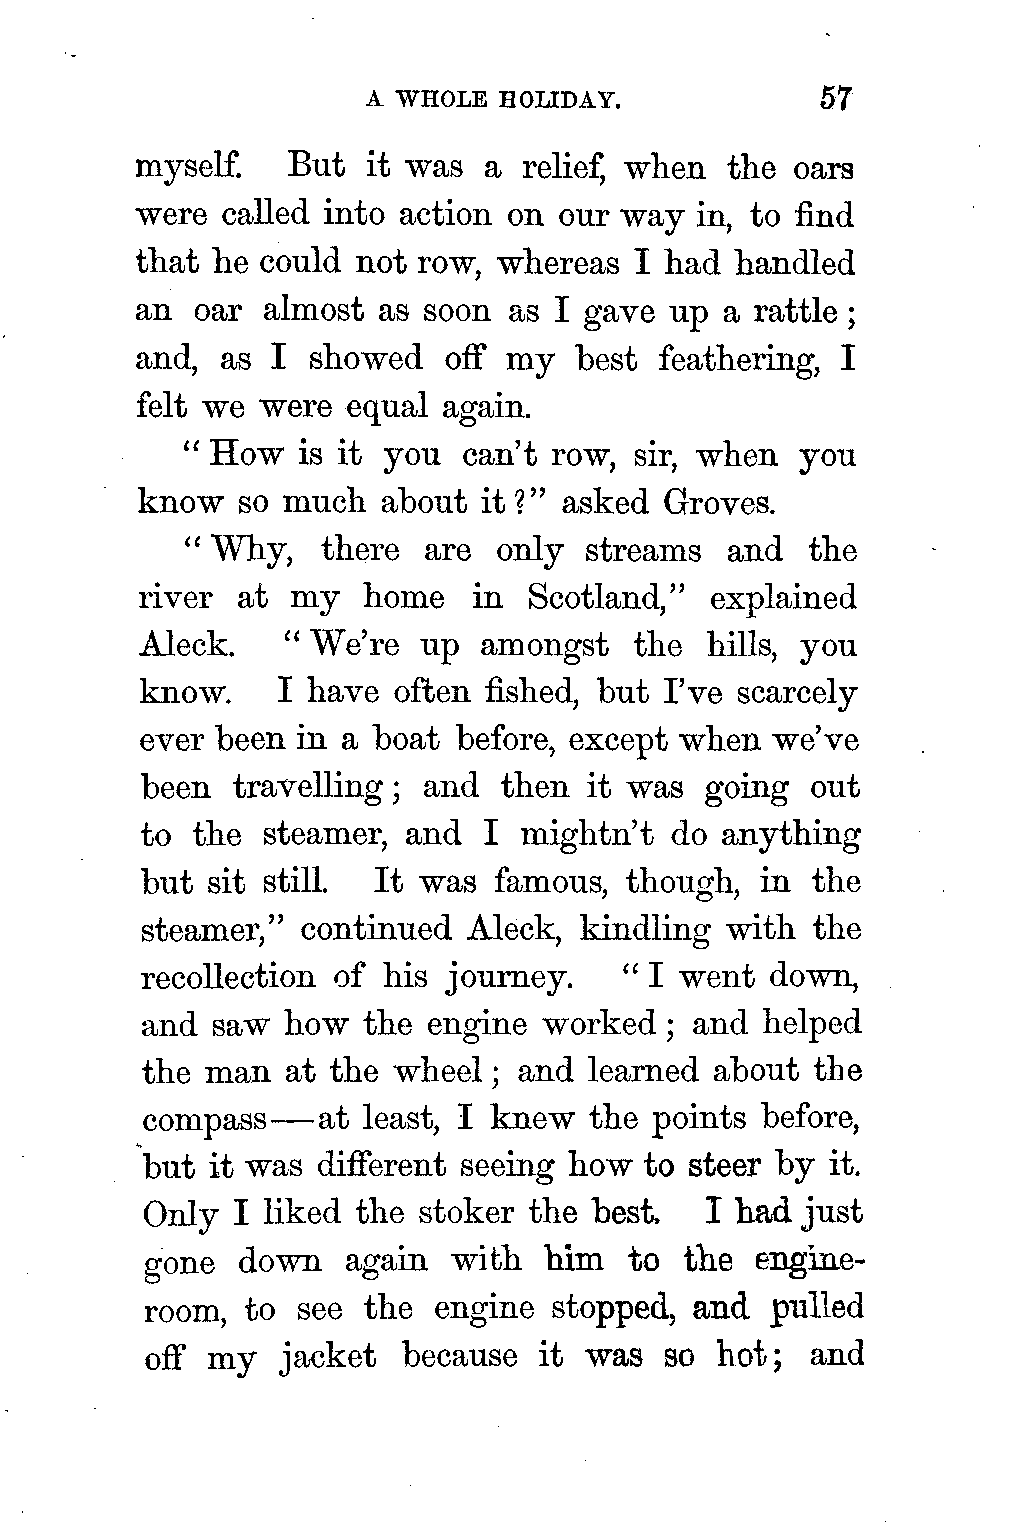 A WHOLE HOLIDAY. 57
myself. But it was a relief, when the oars
were called into action on our way in, to find
that he could not row, whereas I had handled
an oar almost as soon as I gave up a rattle ;
and, as I showed off my best feathering, I
felt we were equal again.
“ How is it you can’t row, sir, when you
know so much about it ?” asked Groves.
“ Why, there are only streams and the
river at my home in Scotland,” explained
Aleck. “ We’re up amongst the hills, you
know. I have often fished, but I’ve scarcely
ever been in a boat before, except when we’ve
been travelling ; and then it was going out
to the steamer, and I mightn’t do anything
but sit still. It was famous, though, in the
steamer,” continued Aleck, kindling with the
recollection of his journey. “ I went down,
and saw how the engine worked ; and helped
the man at the wheel ; and learned about the
compass—at least, I knew the points before,
but it was different seeing how to steer by it.
Only I liked the stoker the best. I had just
gone down again with him to the engine-
room, to see the engine stopped, and pulled
off my jacket because it was so hot ; and